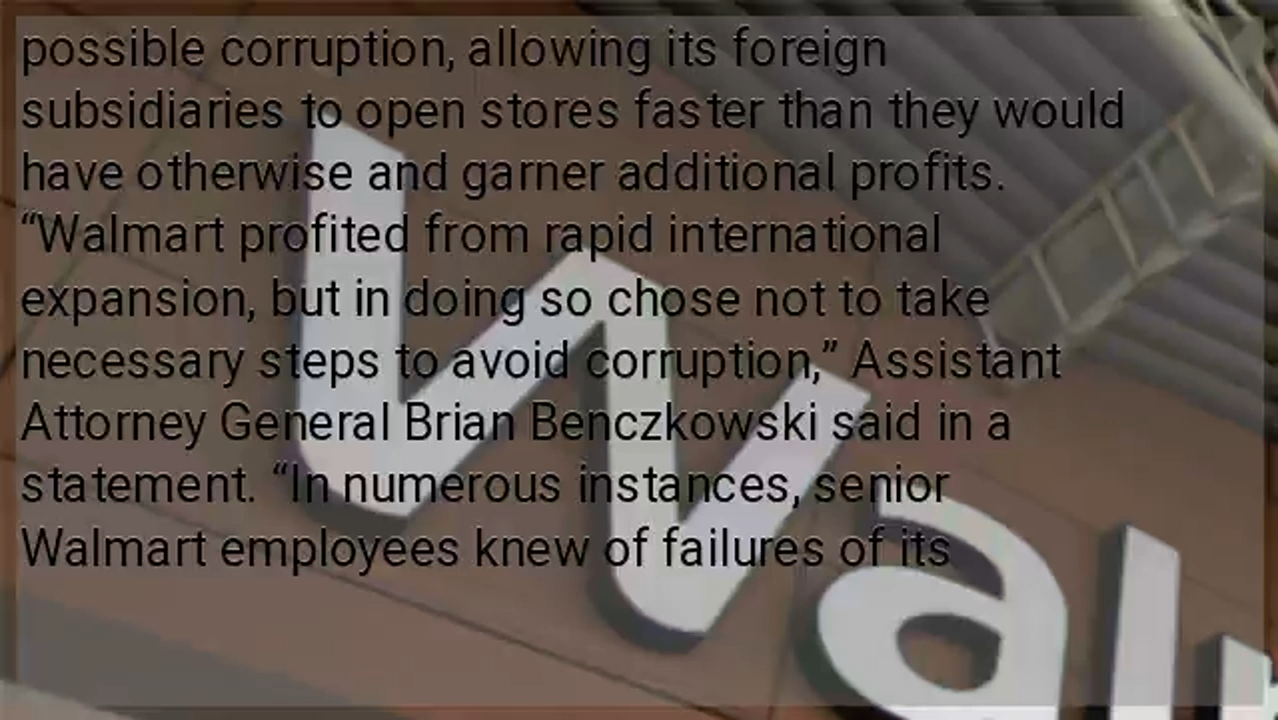 possible corruption, allowing its foreign
subsidiaries to open stores faster than they would
have otherwise and garner additional profits.
“Walmart profited from rapid international
expansion, but in doing so chose not to take
necessary steps to avoid corruption,” Assistant
Attorney General Brian Benczkowski said in a
statement. “In numerous instances, senior
Walmart employees knew of failures of its
Wal